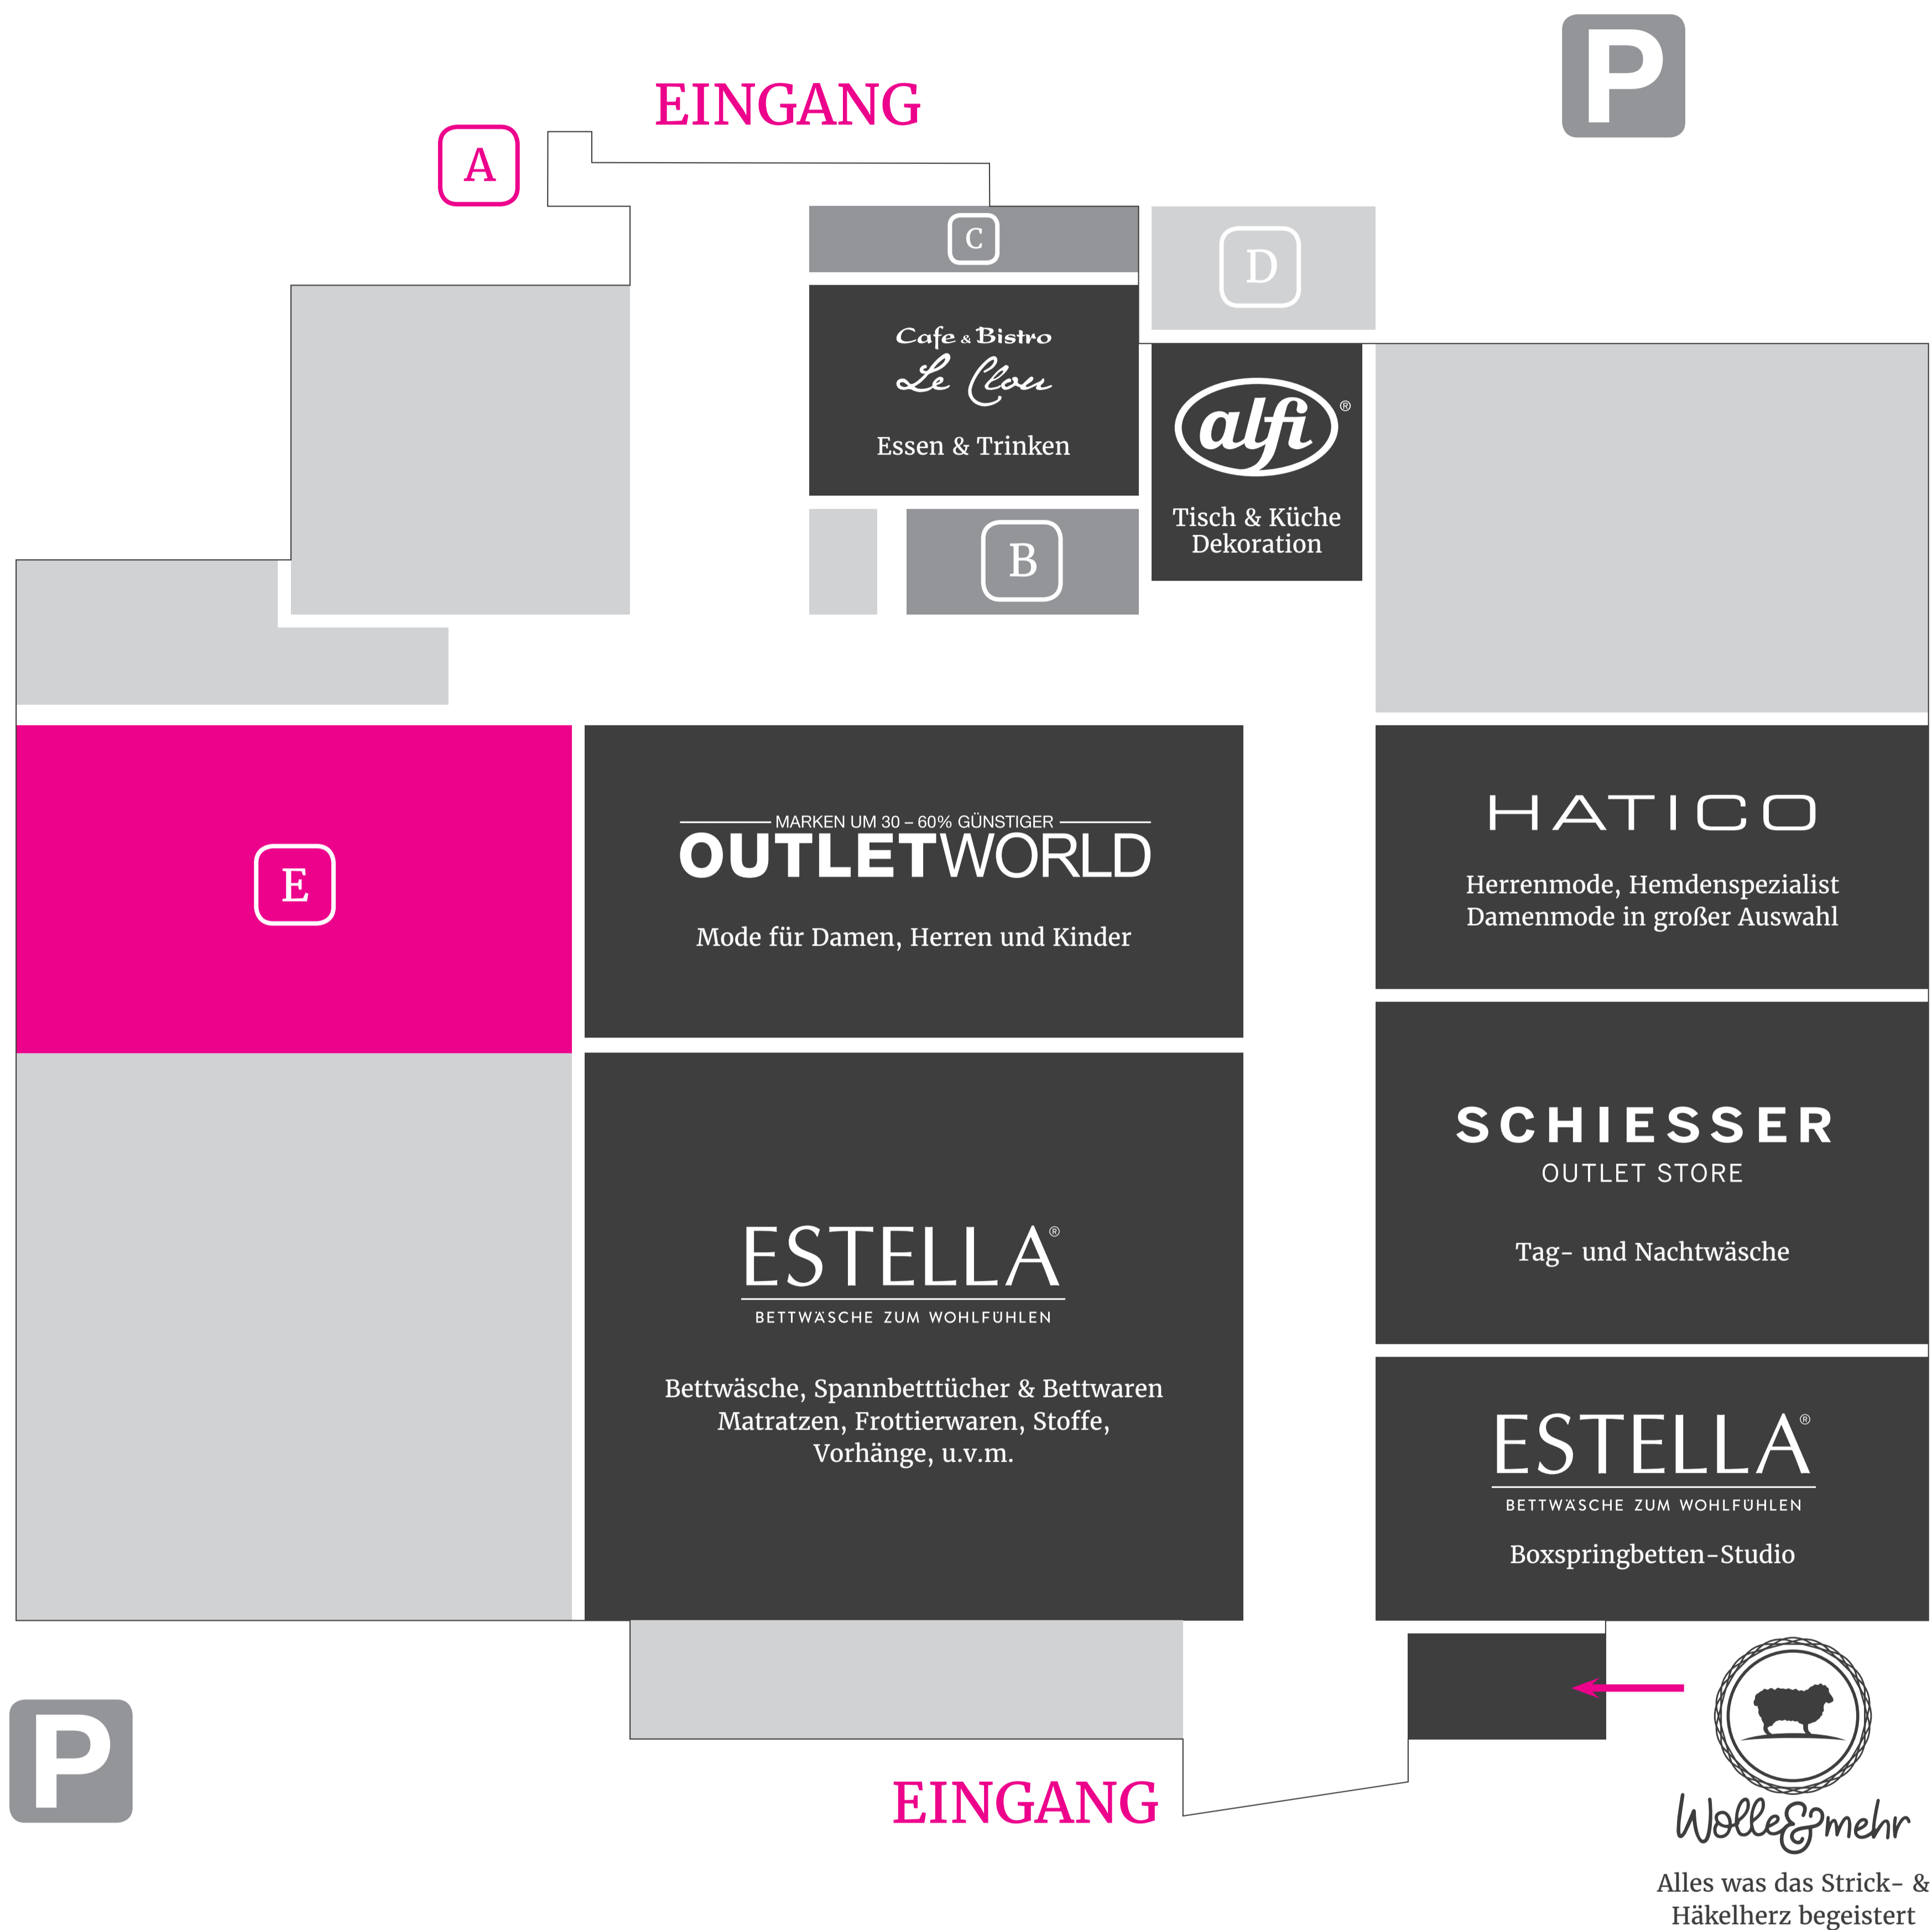 P
EINGANG
A
C
D
Cafe & Bistro
Le Clou
Essen & Trinken
alfi®
Tisch & Küche
Dekoration
B
E
MARKEN UM 30 – 60% GÜNSTIGER
OUTLETWORLD
Mode für Damen, Herren und Kinder
HATICO
Herrenmode, Hemdenspezialist
Damenmode in großer Auswahl
SCHIESSER
OUTLET STORE
Tag- und Nachtwäsche
ESTELLA®
BETTWÄSCHE ZUM WOHLFÜHLEN
Bettwäsche, Spannbetttücher & Bettwaren
Matratzen, Frottierwaren, Stoffe,
Vorhänge, u.v.m.
ESTELLA®
BETTWÄSCHE ZUM WOHLFÜHLEN
Boxspringbetten-Studio
P
EINGANG
Wolle & mehr
Alles was das Strick- &
Häkelherz begeistert